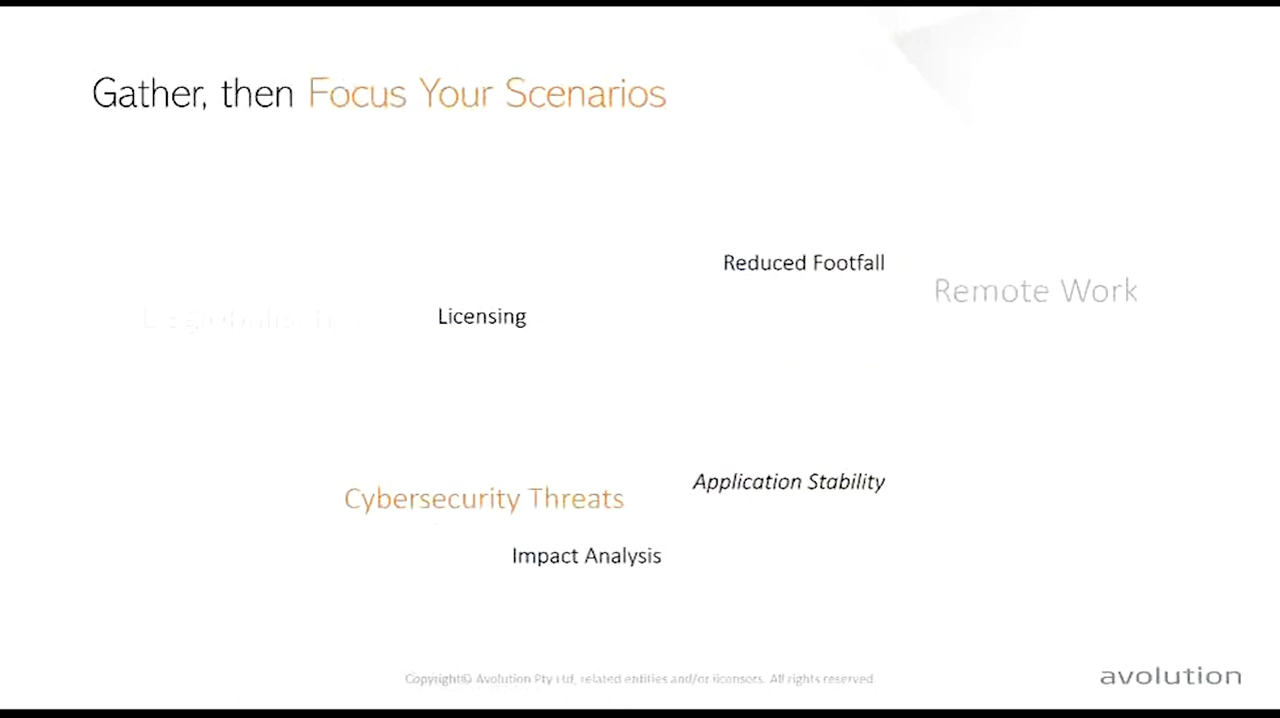 Gather, then Focus Your Scenarios
Reduced Footfall
Remote Work
Licensing
Application Stability
Cybersecurity Threats
Impact Analysis
Copyright© Avolution Pty Ltd, related entities and/or licensors. All rights reserved
avolution